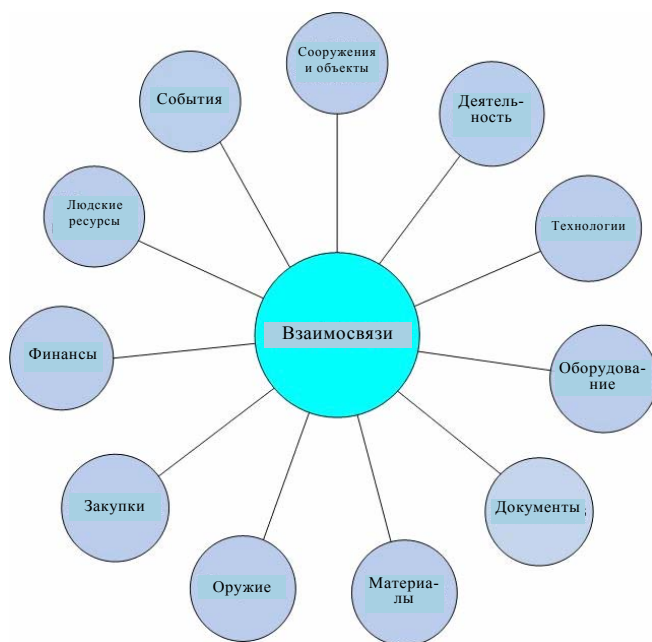 Сооружения
и объекты
События
Деятель-
ность
Людские
ресурсы
Технологии
Взаимосвязи
Финансы
Оборудова-
ние
Закупки
Документы
Оружие
Материа-
лы